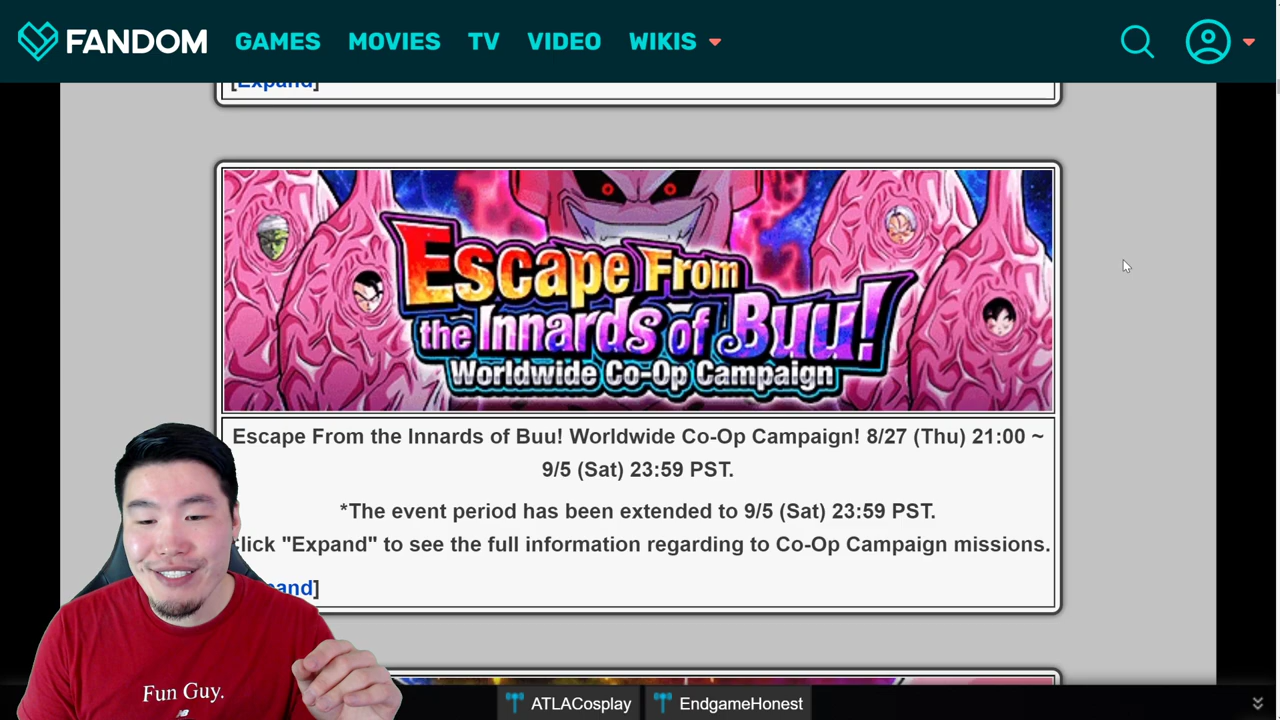 FANDOM GAMES MOVIES TV VIDEO WIKIS
[Expand]
Escape From
the Innards of Buu!
Worldwide Co-Op Campaign
Escape From the Innards of Buu! Worldwide Co-Op Campaign! 8/27 (Thu) 21:00 ~
9/5 (Sat) 23:59 PST.
*The event period has been extended to 9/5 (Sat) 23:59 PST.
lick "Expand" to see the full information regarding to Co-Op Campaign missions.
pand]
Fun Guy.
ATLACosplay EndgameHonest